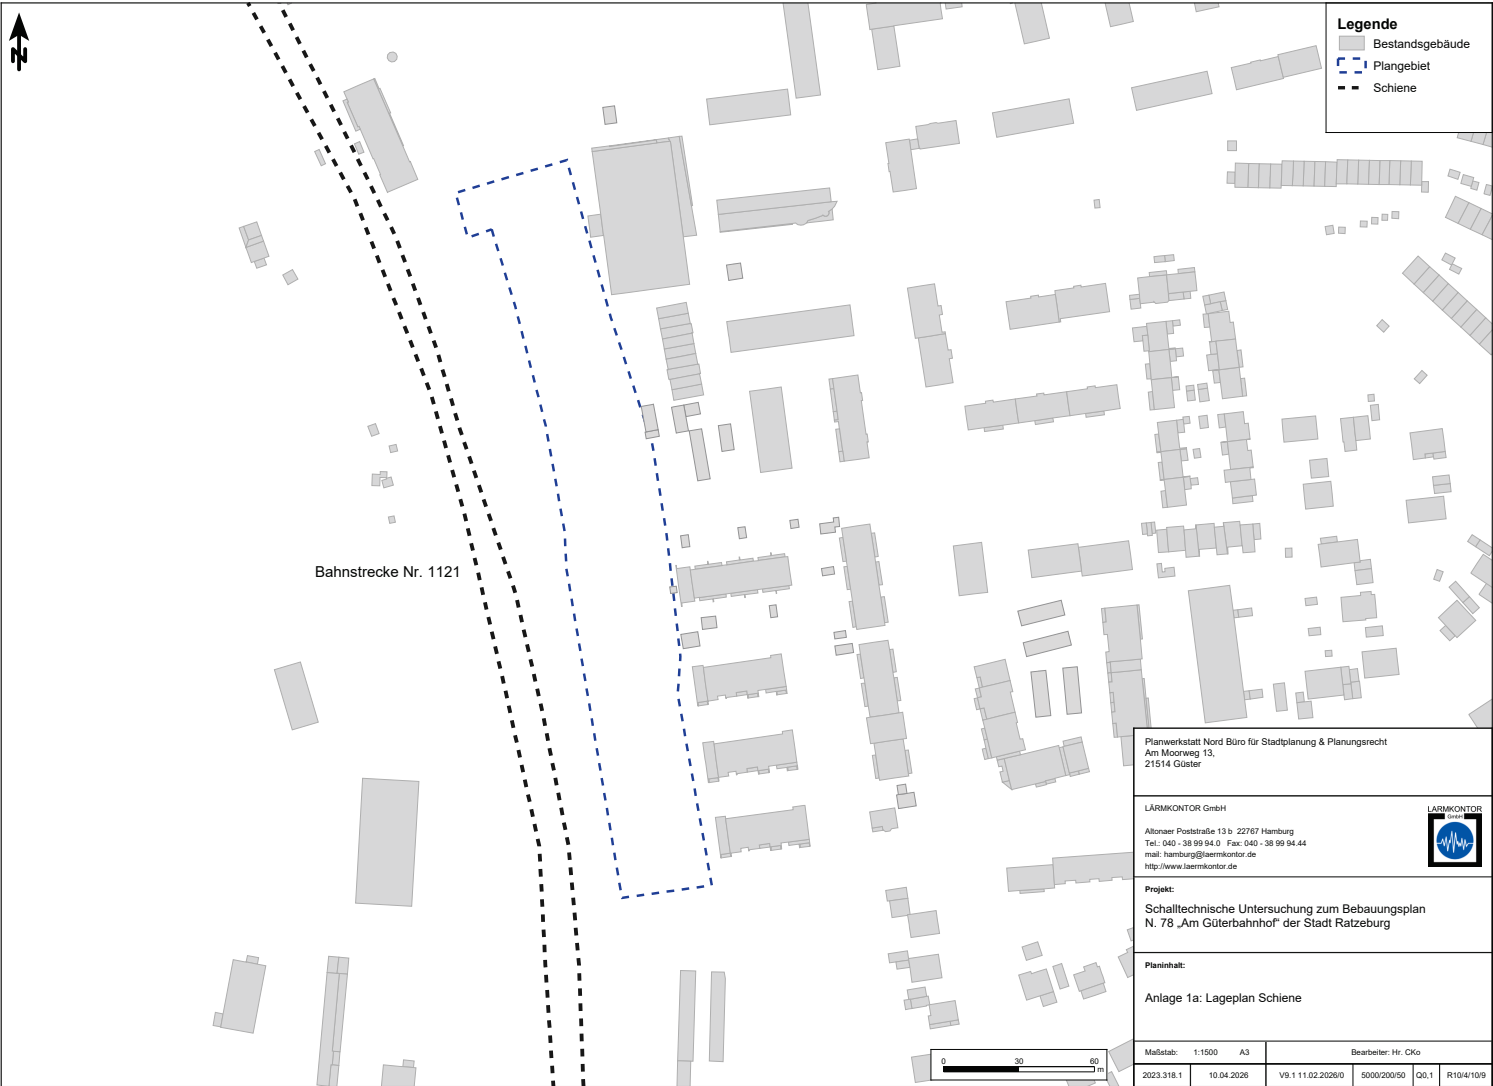 N
Legende
Bestandsgebäude
Plangebiet
Schiene
Bahnstrecke Nr. 1121
Planwerkstatt Nord Büro für Stadtplanung & Planungsrecht
Am Moorweg 13,
21514 Güster
LÄRMKONTOR GmbH
Altonaer Poststraße 13 b 22767 Hamburg
Tel.: 040 - 38 99 94.0 Fax: 040 - 38 99 94.44
mail: hamburg@laermkontor.de
http://www.laermkontor.de
LÄRMKONTOR
GmbH
Projekt:
Schalltechnische Untersuchung zum Bebauungsplan
N. 78 „Am Güterbahnhof" der Stadt Ratzeburg
Planinhalt:
Anlage 1a: Lageplan Schiene
0 30 60
m
Maßstab: 1:1500 A3 Bearbeiter: Hr. CKo
2023.318.1 10.04.2026 V9.1 11.02.2026/0 5000/200/50 Q0,1 R10/4/10/9